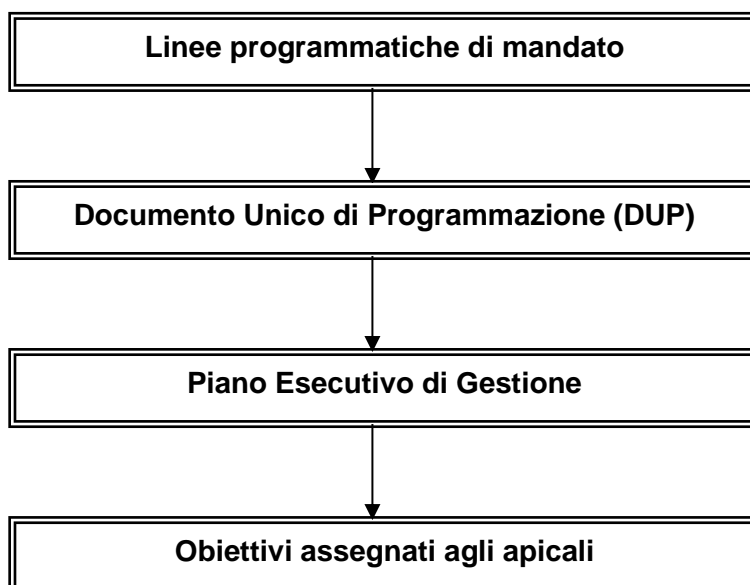 Linee programmatiche di mandato
Documento Unico di Programmazione (DUP)
Piano Esecutivo di Gestione
Obiettivi assegnati agli apicali